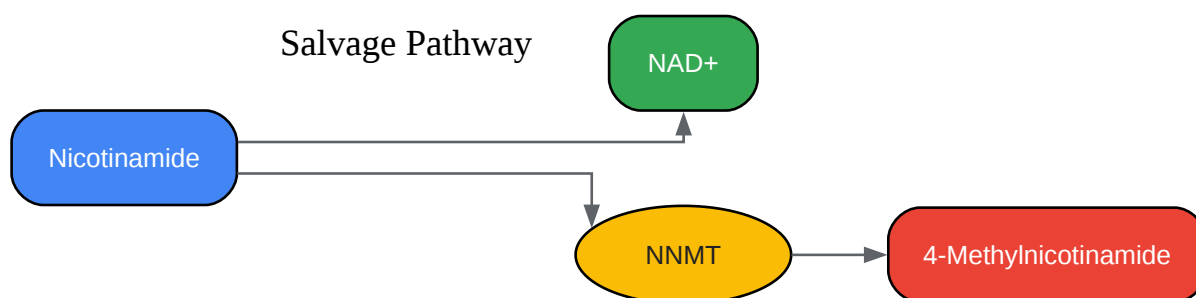 Salvage Pathway
NAD+
Nicotinamide
NNMT
4-Methylnicotinamide